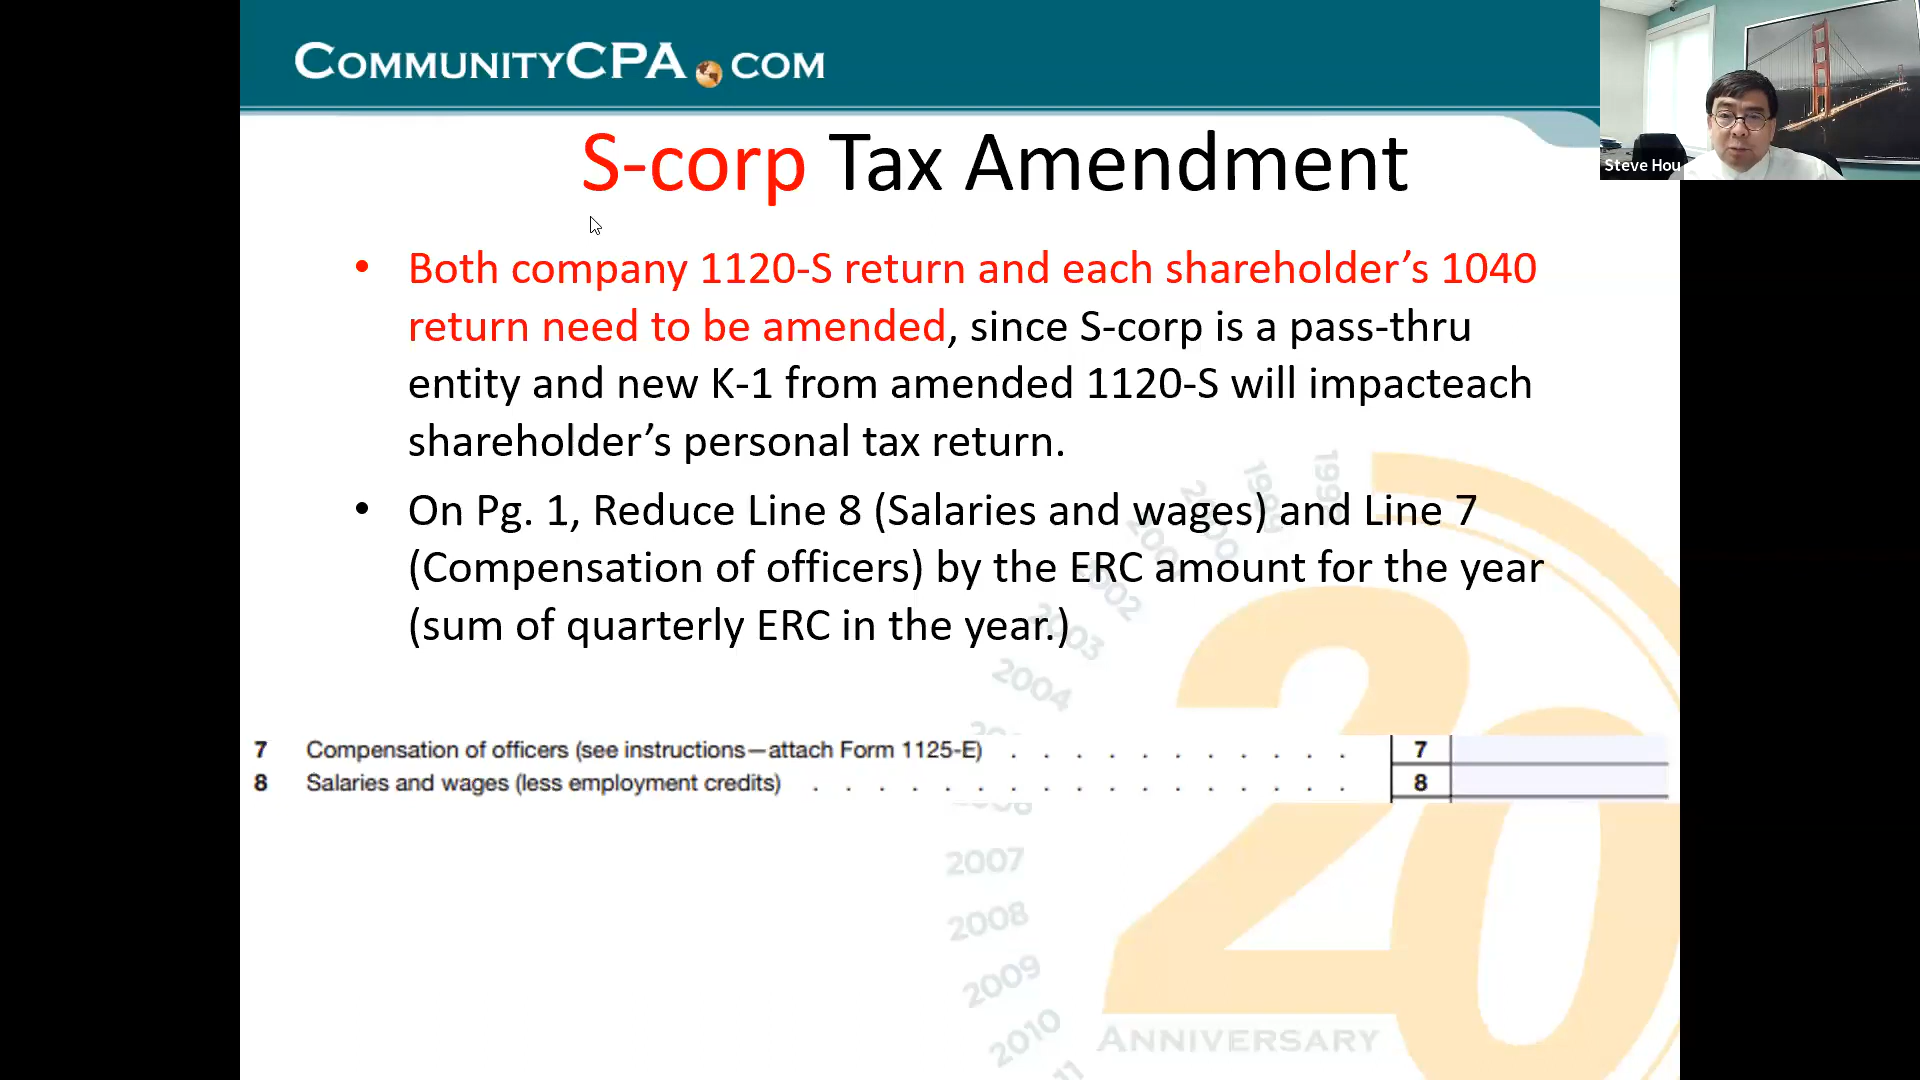 COMMUNITYCPA.COM
Steve Hou
S-corp Tax Amendment
• Both company 1120-S return and each shareholder’s 1040
return need to be amended, since S-corp is a pass-thru
entity and new K-1 from amended 1120-S will impacteach
shareholder’s personal tax return.
• On Pg. 1, Reduce Line 8 (Salaries and wages) and Line 7
(Compensation of officers) by the ERC amount for the year
(sum of quarterly ERC in the year.)
7 Compensation of officers (see instructions—attach Form 1125-E) . . . . . . . . . . . 7
8 Salaries and wages (less employment credits) . . . . . . . . . . . . . . . . . 8
2000
2002
2003
2004
2007
2008
2009
2010
20
ANNIVERSARY